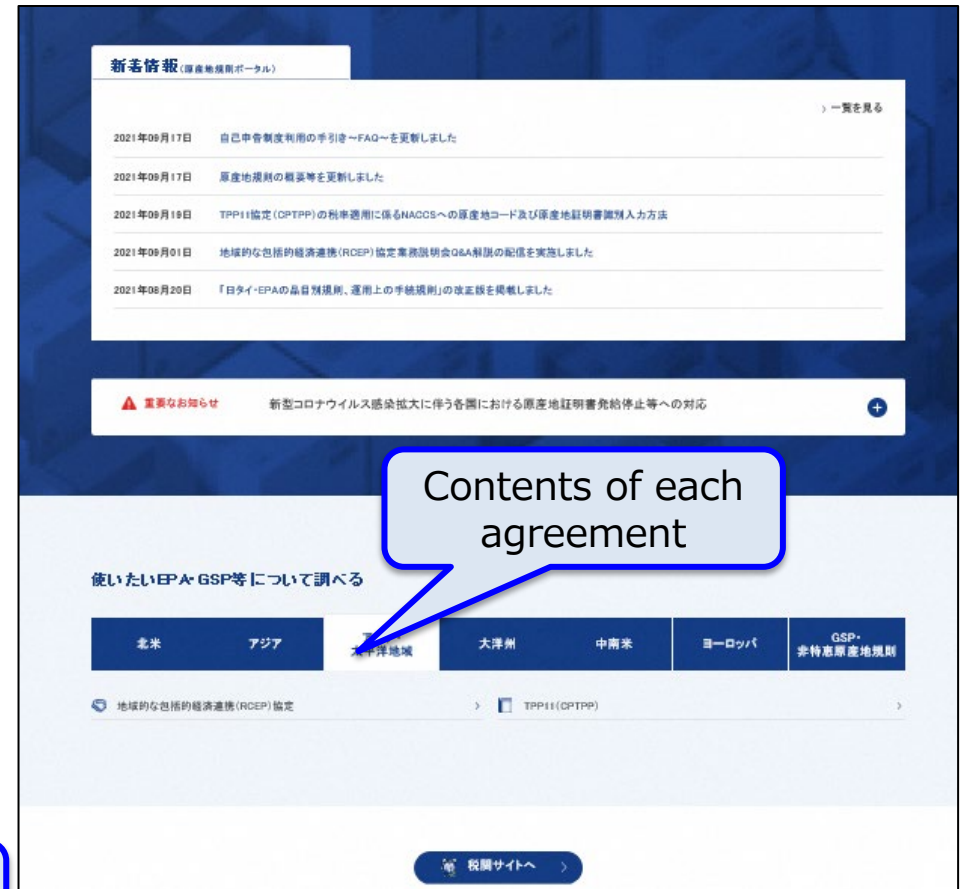 新着情報(原産地規則ポータル)
› 一覧を見る
2021年09月17日 自己申告制度利用の手引き～FAQ～を更新しました
2021年09月17日 原産地規則の概要等を更新しました
2021年09月19日 TPP11協定(CPTPP)の税率適用に係るNACCSへの原産地コード及び原産地証明書識別入力方法
2021年09月01日 地域的な包括的経済連携(RCEP)協定業務説明会Q&A解説の配信を実施しました
2021年08月20日 「日タイ・EPAの品目別規則、運用上の手続規則」の改正版を掲載しました
重要なお知らせ 新型コロナウイルス感染拡大に伴う各国における原産地証明書発給停止等への対応
Contents of each
agreement
使いたいEPA・GSP等について調べる
北米 アジア 太平洋地域 大洋州 中南米 ヨーロッパ GSP・
非特恵原産地規則
地域的な包括的経済連携(RCEP)協定 › TPP11(CPTPP) ›
税関サイトへ ›